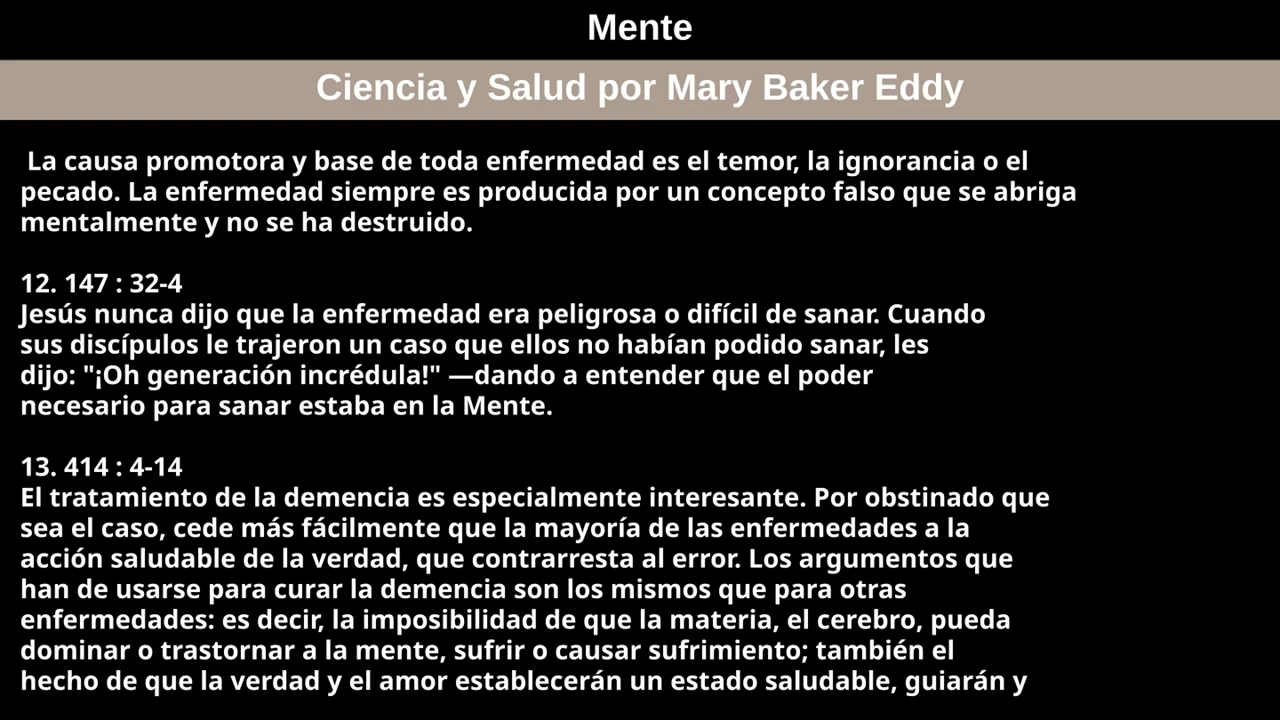 Mente
Ciencia y Salud por Mary Baker Eddy
La causa promotora y base de toda enfermedad es el temor, la ignorancia o el
pecado. La enfermedad siempre es producida por un concepto falso que se abriga
mentalmente y no se ha destruido.
12. 147 : 32-4
Jesús nunca dijo que la enfermedad era peligrosa o difícil de sanar. Cuando
sus discípulos le trajeron un caso que ellos no habían podido sanar, les
dijo: "¡Oh generación incrédula!" —dando a entender que el poder
necesario para sanar estaba en la Mente.
13. 414 : 4-14
El tratamiento de la demencia es especialmente interesante. Por obstinado que
sea el caso, cede más fácilmente que la mayoría de las enfermedades a la
acción saludable de la verdad, que contrarresta al error. Los argumentos que
han de usarse para curar la demencia son los mismos que para otras
enfermedades: es decir, la imposibilidad de que la materia, el cerebro, pueda
dominar o trastornar a la mente, sufrir o causar sufrimiento; también el
hecho de que la verdad y el amor establecerán un estado saludable, guiarán y